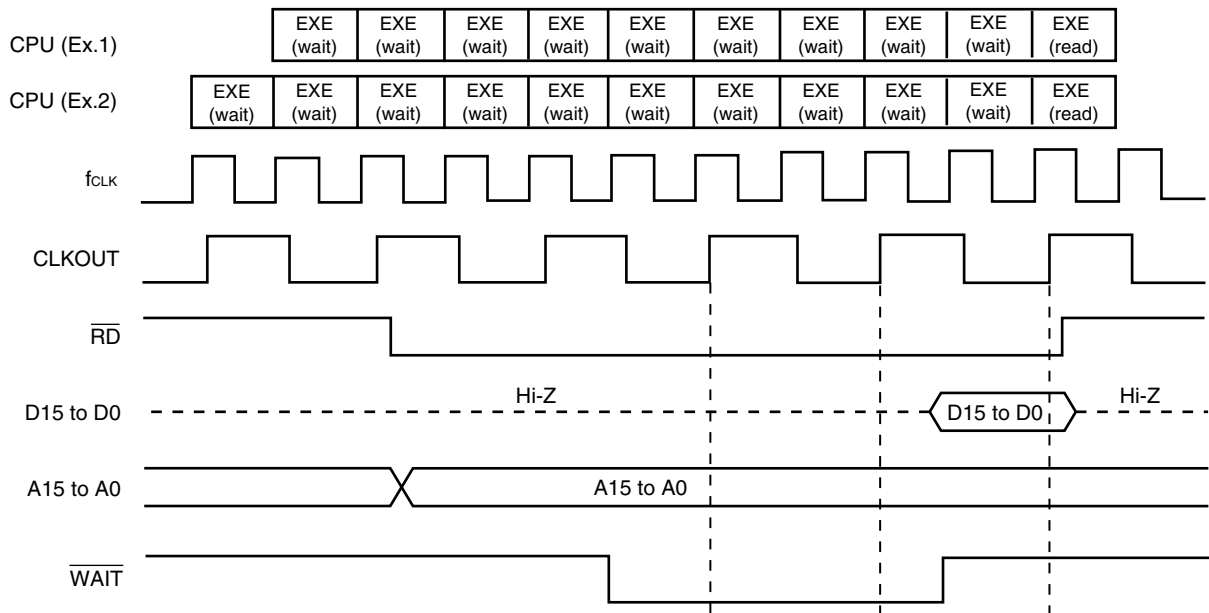 CPU (Ex.1) EXE EXE EXE EXE EXE EXE EXE EXE EXE EXE
(wait) (wait) (wait) (wait) (wait) (wait) (wait) (wait) (wait) (read)
CPU (Ex.2) EXE EXE EXE EXE EXE EXE EXE EXE EXE EXE EXE
(wait) (wait) (wait) (wait) (wait) (wait) (wait) (wait) (wait) (wait) (read)
fCLK
CLKOUT
RD
Hi-Z Hi-Z
D15 to D0 D15 to D0
A15 to A0 A15 to A0
WAIT